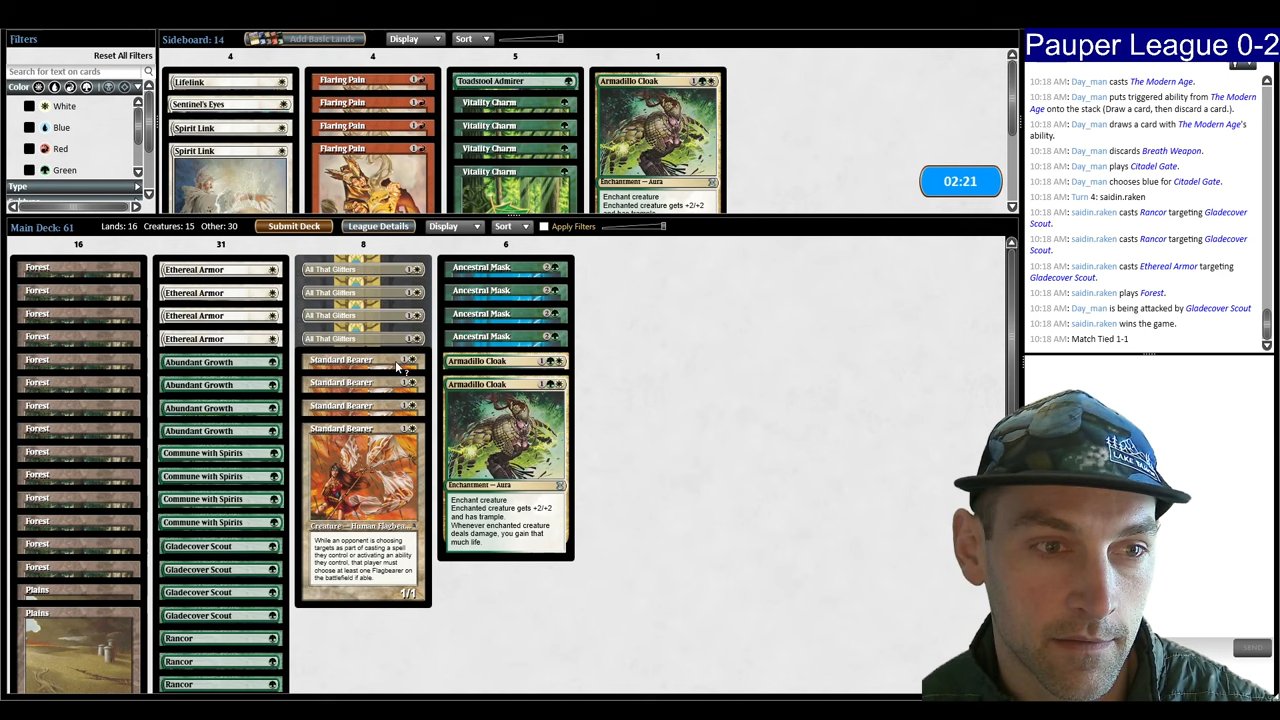 Filters
Reset All Filters
Search for text on cards
Color
White
Blue
Red
Green
Type
Sideboard: 14
Add Basic Lands
Display
Sort
4
4
5
1
Lifelink
Sentinel's Eyes
Spirit Link
Spirit Link
Flaring Pain
Flaring Pain
Flaring Pain
Flaring Pain
Toadstool Admirer
Vitality Charm
Vitality Charm
Vitality Charm
Vitality Charm
Armadillo Cloak
Enchantment — Aura
Enchant creature
Enchanted creature gets +2/+2
and has trample.
02:21
Main Deck: 61
Lands: 16
Creatures: 15
Other: 30
Submit Deck
League Details
Display
Sort
Apply Filters
16
31
8
6
Forest
Forest
Forest
Forest
Forest
Forest
Forest
Forest
Forest
Forest
Forest
Forest
Forest
Forest
Plains
Plains
Ethereal Armor
Ethereal Armor
Ethereal Armor
Ethereal Armor
Abundant Growth
Abundant Growth
Abundant Growth
Abundant Growth
Commune with Spirits
Commune with Spirits
Commune with Spirits
Commune with Spirits
Gladecover Scout
Gladecover Scout
Gladecover Scout
Gladecover Scout
Rancor
Rancor
Rancor
All That Glitters
All That Glitters
All That Glitters
All That Glitters
Standard Bearer
Standard Bearer
Standard Bearer
Standard Bearer
Creature — Human Flagbear...
While an opponent is choosing
targets as part of casting a spell
they control or activating an ability
they control, that player must
choose at least one Flagbearer on
the battlefield if able.
1/1
Ancestral Mask
Ancestral Mask
Ancestral Mask
Ancestral Mask
Armadillo Cloak
Armadillo Cloak
Enchantment — Aura
Enchant creature
Enchanted creature gets +2/+2
and has trample.
Whenever enchanted creature
deals damage, you gain that
much life.
Pauper League 0-2
10:18 AM: Day_man casts The Modern Age.
10:18 AM: Day_man puts triggered ability from The Modern
Age onto the stack (Draw a card, then discard a card.).
10:18 AM: Day_man draws a card with The Modern Age's
ability.
10:18 AM: Day_man discards Breath Weapon.
10:18 AM: Day_man plays Citadel Gate.
10:18 AM: Day_man chooses blue for Citadel Gate.
10:18 AM: Turn 4: saidin.raken
10:18 AM: saidin.raken casts Rancor targeting Gladecover
Scout.
10:18 AM: saidin.raken casts Rancor targeting Gladecover
Scout.
10:18 AM: saidin.raken casts Ethereal Armor targeting
Gladecover Scout.
10:18 AM: saidin.raken plays Forest.
10:18 AM: Day_man is being attacked by Gladecover Scout
10:18 AM: saidin.raken wins the game.
10:18 AM: Match Tied 1-1
SEND